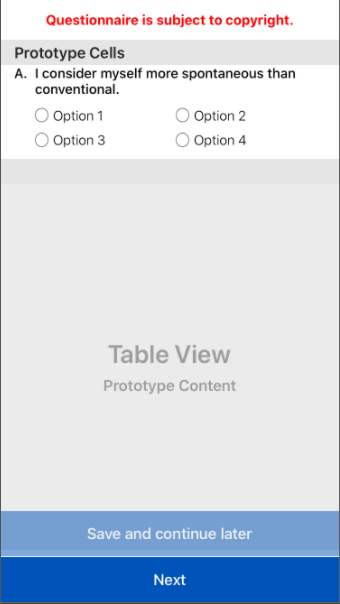 Questionnaire is subject to copyright.
Prototype Cells
A. I consider myself more spontaneous than
conventional.
Option 1 Option 2
Option 3 Option 4
Table View
Prototype Content
Save and continue later
Next